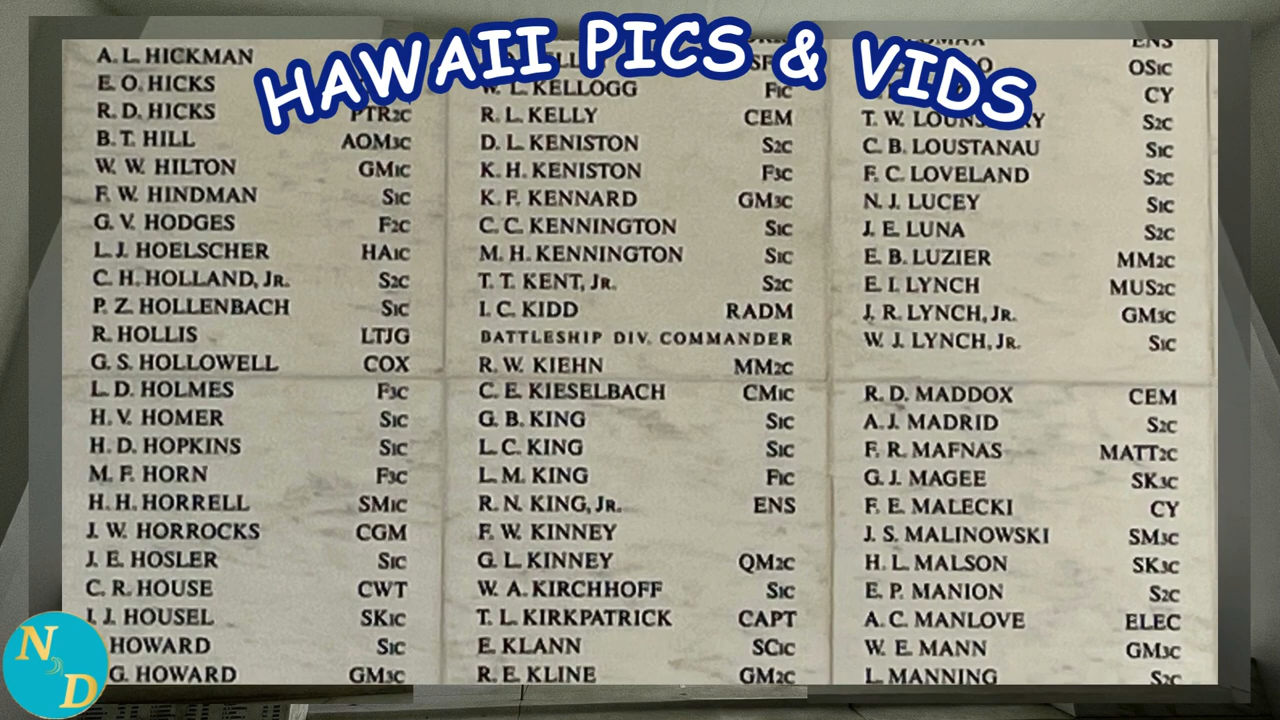 HAWAII PICS & VIDS
A. L. HICKMAN
E. O. HICKS
R. D. HICKS PTR2C
B. T. HILL AOM3C
W. W. HILTON GM1C
F. W. HINDMAN S1C
G. V. HODGES F2C
L. J. HOELSCHER HA1C
C. H. HOLLAND, JR. S2C
P. Z. HOLLENBACH S1C
R. HOLLIS LTJG
G. S. HOLLOWELL COX
L. D. HOLMES F3C
H. V. HOMER S1C
H. D. HOPKINS S1C
M. F. HORN F3C
H. H. HORRELL SM1C
J. W. HORROCKS CGM
J. E. HOSLER S1C
C. R. HOUSE CWT
J. J. HOUSEL SK1C
HOWARD S1C
G. HOWARD GM3C
W. L. KELLOGG F1C
R. L. KELLY CEM
D. L. KENISTON S2C
K. H. KENISTON F3C
K. F. KENNARD GM3C
C. C. KENNINGTON S1C
M. H. KENNINGTON S1C
T. T. KENT, JR. S2C
I. C. KIDD RADM
BATTLESHIP DIV. COMMANDER
R. W. KIEHN MM2C
C. E. KIESELBACH CM1C
G. B. KING S1C
L. C. KING S1C
L. M. KING F1C
R. N. KING, JR. ENS
F. W. KINNEY
G. L. KINNEY QM2C
W. A. KIRCHHOFF S1C
T. L. KIRKPATRICK CAPT
E. KLANN SC1C
R. E. KLINE GM2C
ENS
OS1C
CY
T. W. S2C
C. B. LOUSTANAU S1C
F. C. LOVELAND S2C
N. J. LUCEY S1C
J. E. LUNA S2C
E. B. LUZIER MM2C
E. I. LYNCH MUS2C
J. R. LYNCH, JR. GM3C
W. J. LYNCH, JR. S1C
R. D. MADDOX CEM
A. J. MADRID S2C
F. R. MAFNAS MATT2C
G. J. MAGEE SK3C
F. E. MALECKI CY
J. S. MALINOWSKI SM3C
H. L. MALSON SK3C
E. P. MANION S2C
A. C. MANLOVE ELEC
W. E. MANN GM3C
L. MANNING S2C
N D